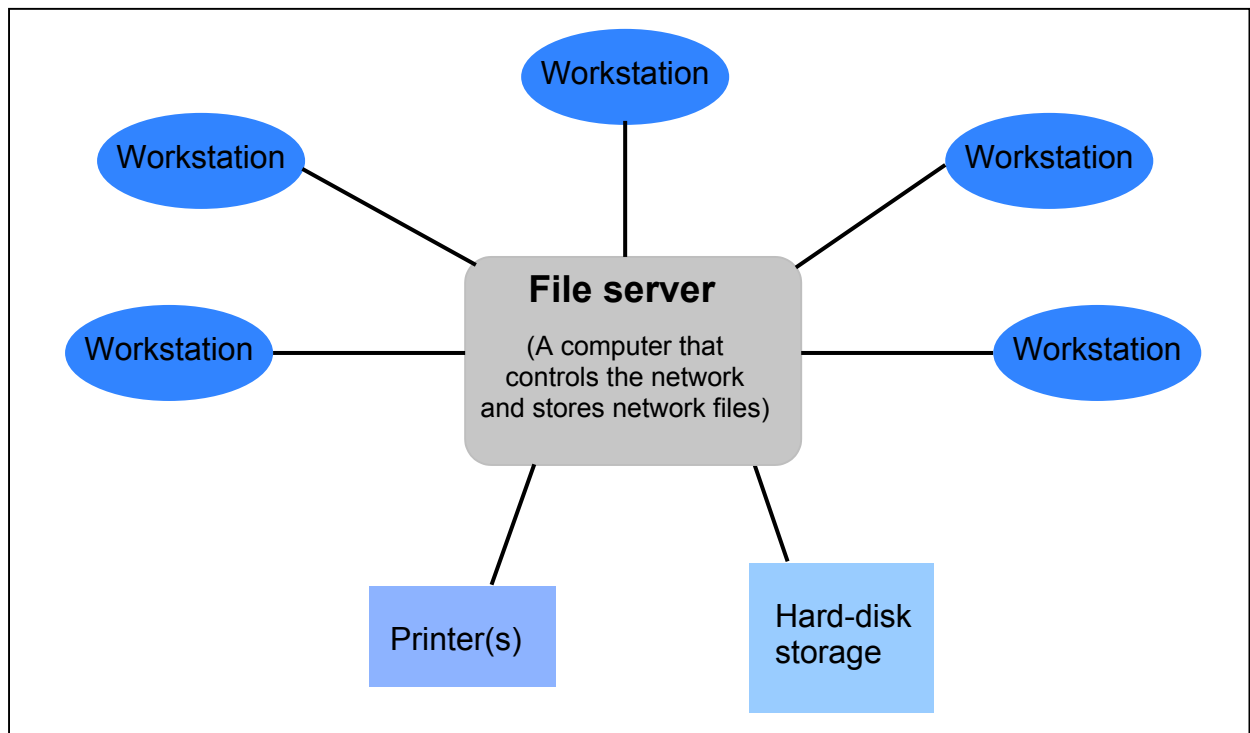 Workstation
Workstation
Workstation
Workstation
Workstation
File server
(A computer that
controls the network
and stores network files)
Printer(s)
Hard-disk
storage